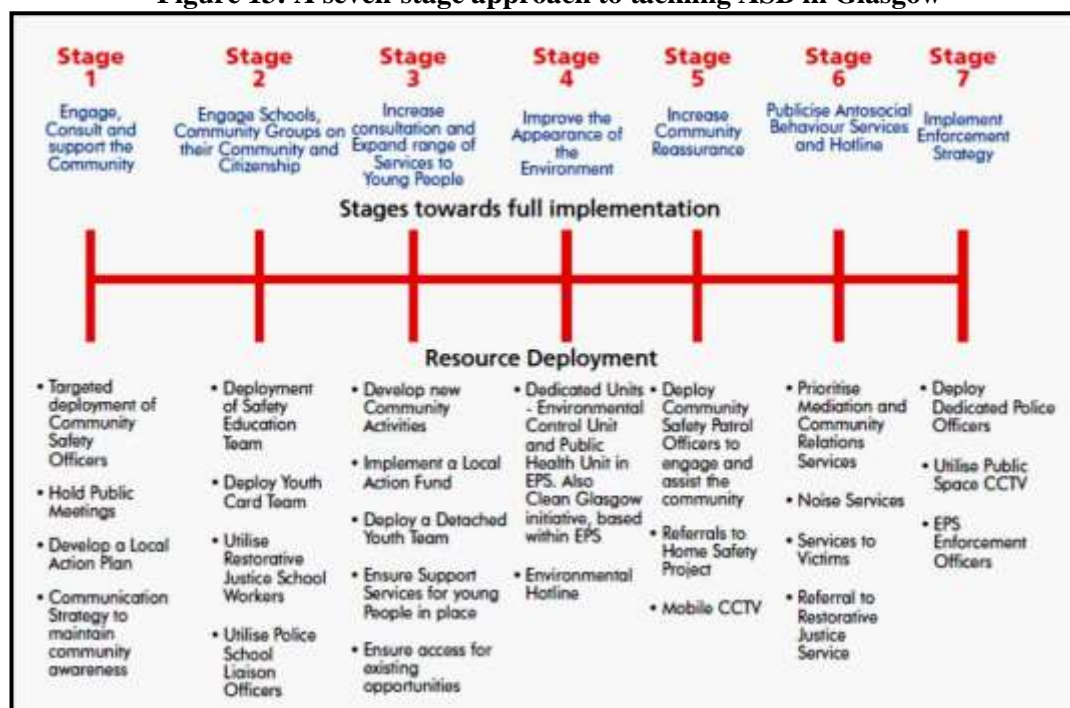 Figure 15: A seven-stage approach to tackling ASB in Glasgow
Stage
1
Engage,
Consult and
support the
Community
Stage
2
Engage Schools,
Community Groups on
their Community and
Citizenship
Stage
3
Increase
consultation and
Expand range of
Services to
Young People
Stage
4
Improve the
Appearance of
the
Environment
Stage
5
Increase
Community
Reassurance
Stage
6
Publicise Antosocial
Behaviour Services
and Hotline
Stage
7
Implement
Enforcement
Strategy
Stages towards full implementation
Resource Deployment
• Targeted
deployment of
Community
Safety
Officers
• Hold Public
Meetings
• Develop a Local
Action Plan
• Communication
Strategy to
maintain
community
awareness
• Deployment
of Safety
Education
Team
• Deploy Youth
Card Team
• Utilise
Restorative
Justice School
Workers
• Utilise Police
School
Liaison
Officers
• Develop new
Community
Activities
• Implement a Local
Action Fund
• Deploy a Detached
Youth Team
• Ensure Support
Services for young
People in place
• Ensure access for
existing
opportunities
• Dedicated Units
- Environmental
Control Unit
and Public
Health Unit in
EPS. Also
Clean Glasgow
initiative, based
within EPS
• Environmental
Hotline
• Deploy
Community
Safety Patrol
Officers to
engage and
assist the
community
• Referrals to
Home Safety
Project
• Mobile CCTV
• Prioritise
Mediation and
Community
Relations
Services
• Noise Services
• Services to
Victims
• Referral to
Restorative
Justice
Service
• Deploy
Dedicated Police
Officers
• Utilise Public
Space CCTV
• EPS
Enforcement
Officers